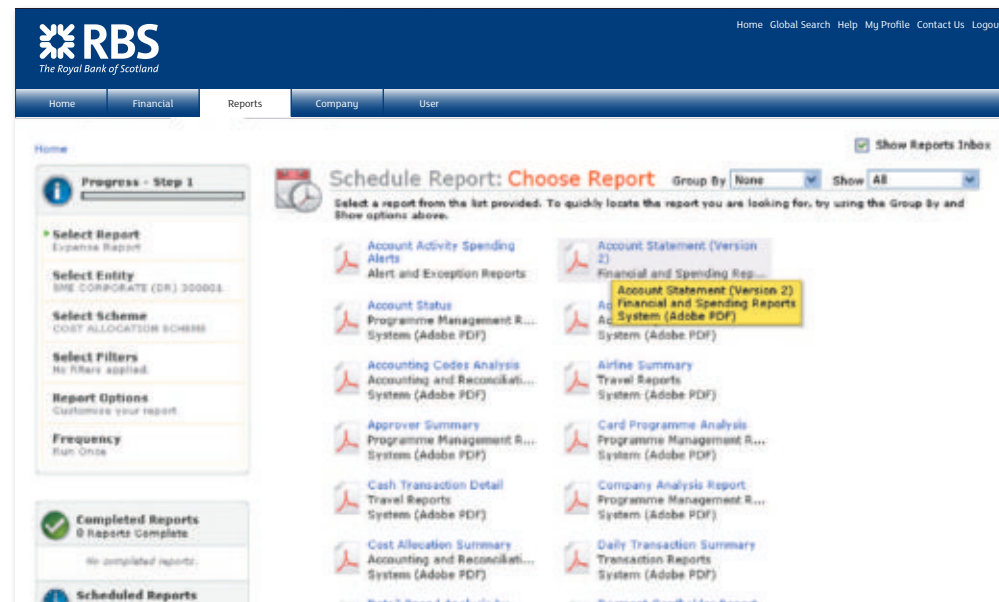 Home Global Search Help My Profile Contact Us Logou
RBS
The Royal Bank of Scotland
Home Financial Reports Company User
Home
Show Reports Inbox
Progress - Step 1
Schedule Report: Choose Report Group By None Show All
Select a report from the list provided. To quickly locate the report you are looking for, try using the Group By and
Show options above.
Select Report
Expense Report
Select Entity
SME CORPORATE (DR) 300001
Select Scheme
COST ALLOCATION SCHEME
Select Filters
No filters applied.
Report Options
Customise your report
Frequency
Run Once
Completed Reports
0 Reports Complete
No completed reports.
Scheduled Reports
Account Activity Spending
Alerts
Alert and Exception Reports
Account Statement (Version
2)
Financial and Spending Rep...
Account Statement (Version 2)
Financial and Spending Reports
System (Adobe PDF)
Account Status
Programme Management R...
System (Adobe PDF)
System (Adobe PDF)
Accounting Codes Analysis
Accounting and Reconciliati...
System (Adobe PDF)
Airline Summary
Travel Reports
System (Adobe PDF)
Approver Summary
Programme Management R...
System (Adobe PDF)
Card Programme Analysis
Programme Management R...
System (Adobe PDF)
Cash Transaction Detail
Travel Reports
System (Adobe PDF)
Company Analysis Report
Programme Management R...
System (Adobe PDF)
Cost Allocation Summary
Accounting and Reconciliati...
System (Adobe PDF)
Daily Transaction Summary
Transaction Reports
System (Adobe PDF)